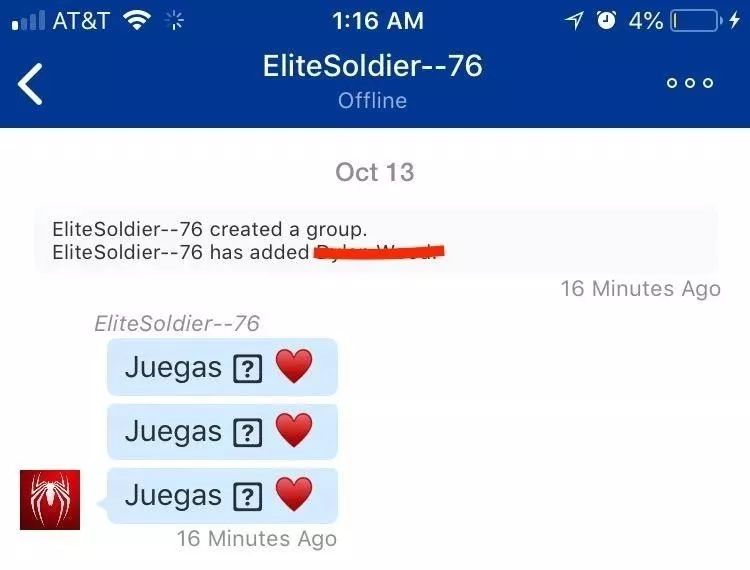 AT&T 1:16 AM 4%
EliteSoldier--76
Offline
Oct 13
EliteSoldier--76 created a group.
EliteSoldier--76 has added
16 Minutes Ago
EliteSoldier--76
Juegas ⍰ ♥
Juegas ⍰ ♥
Juegas ⍰ ♥
16 Minutes Ago